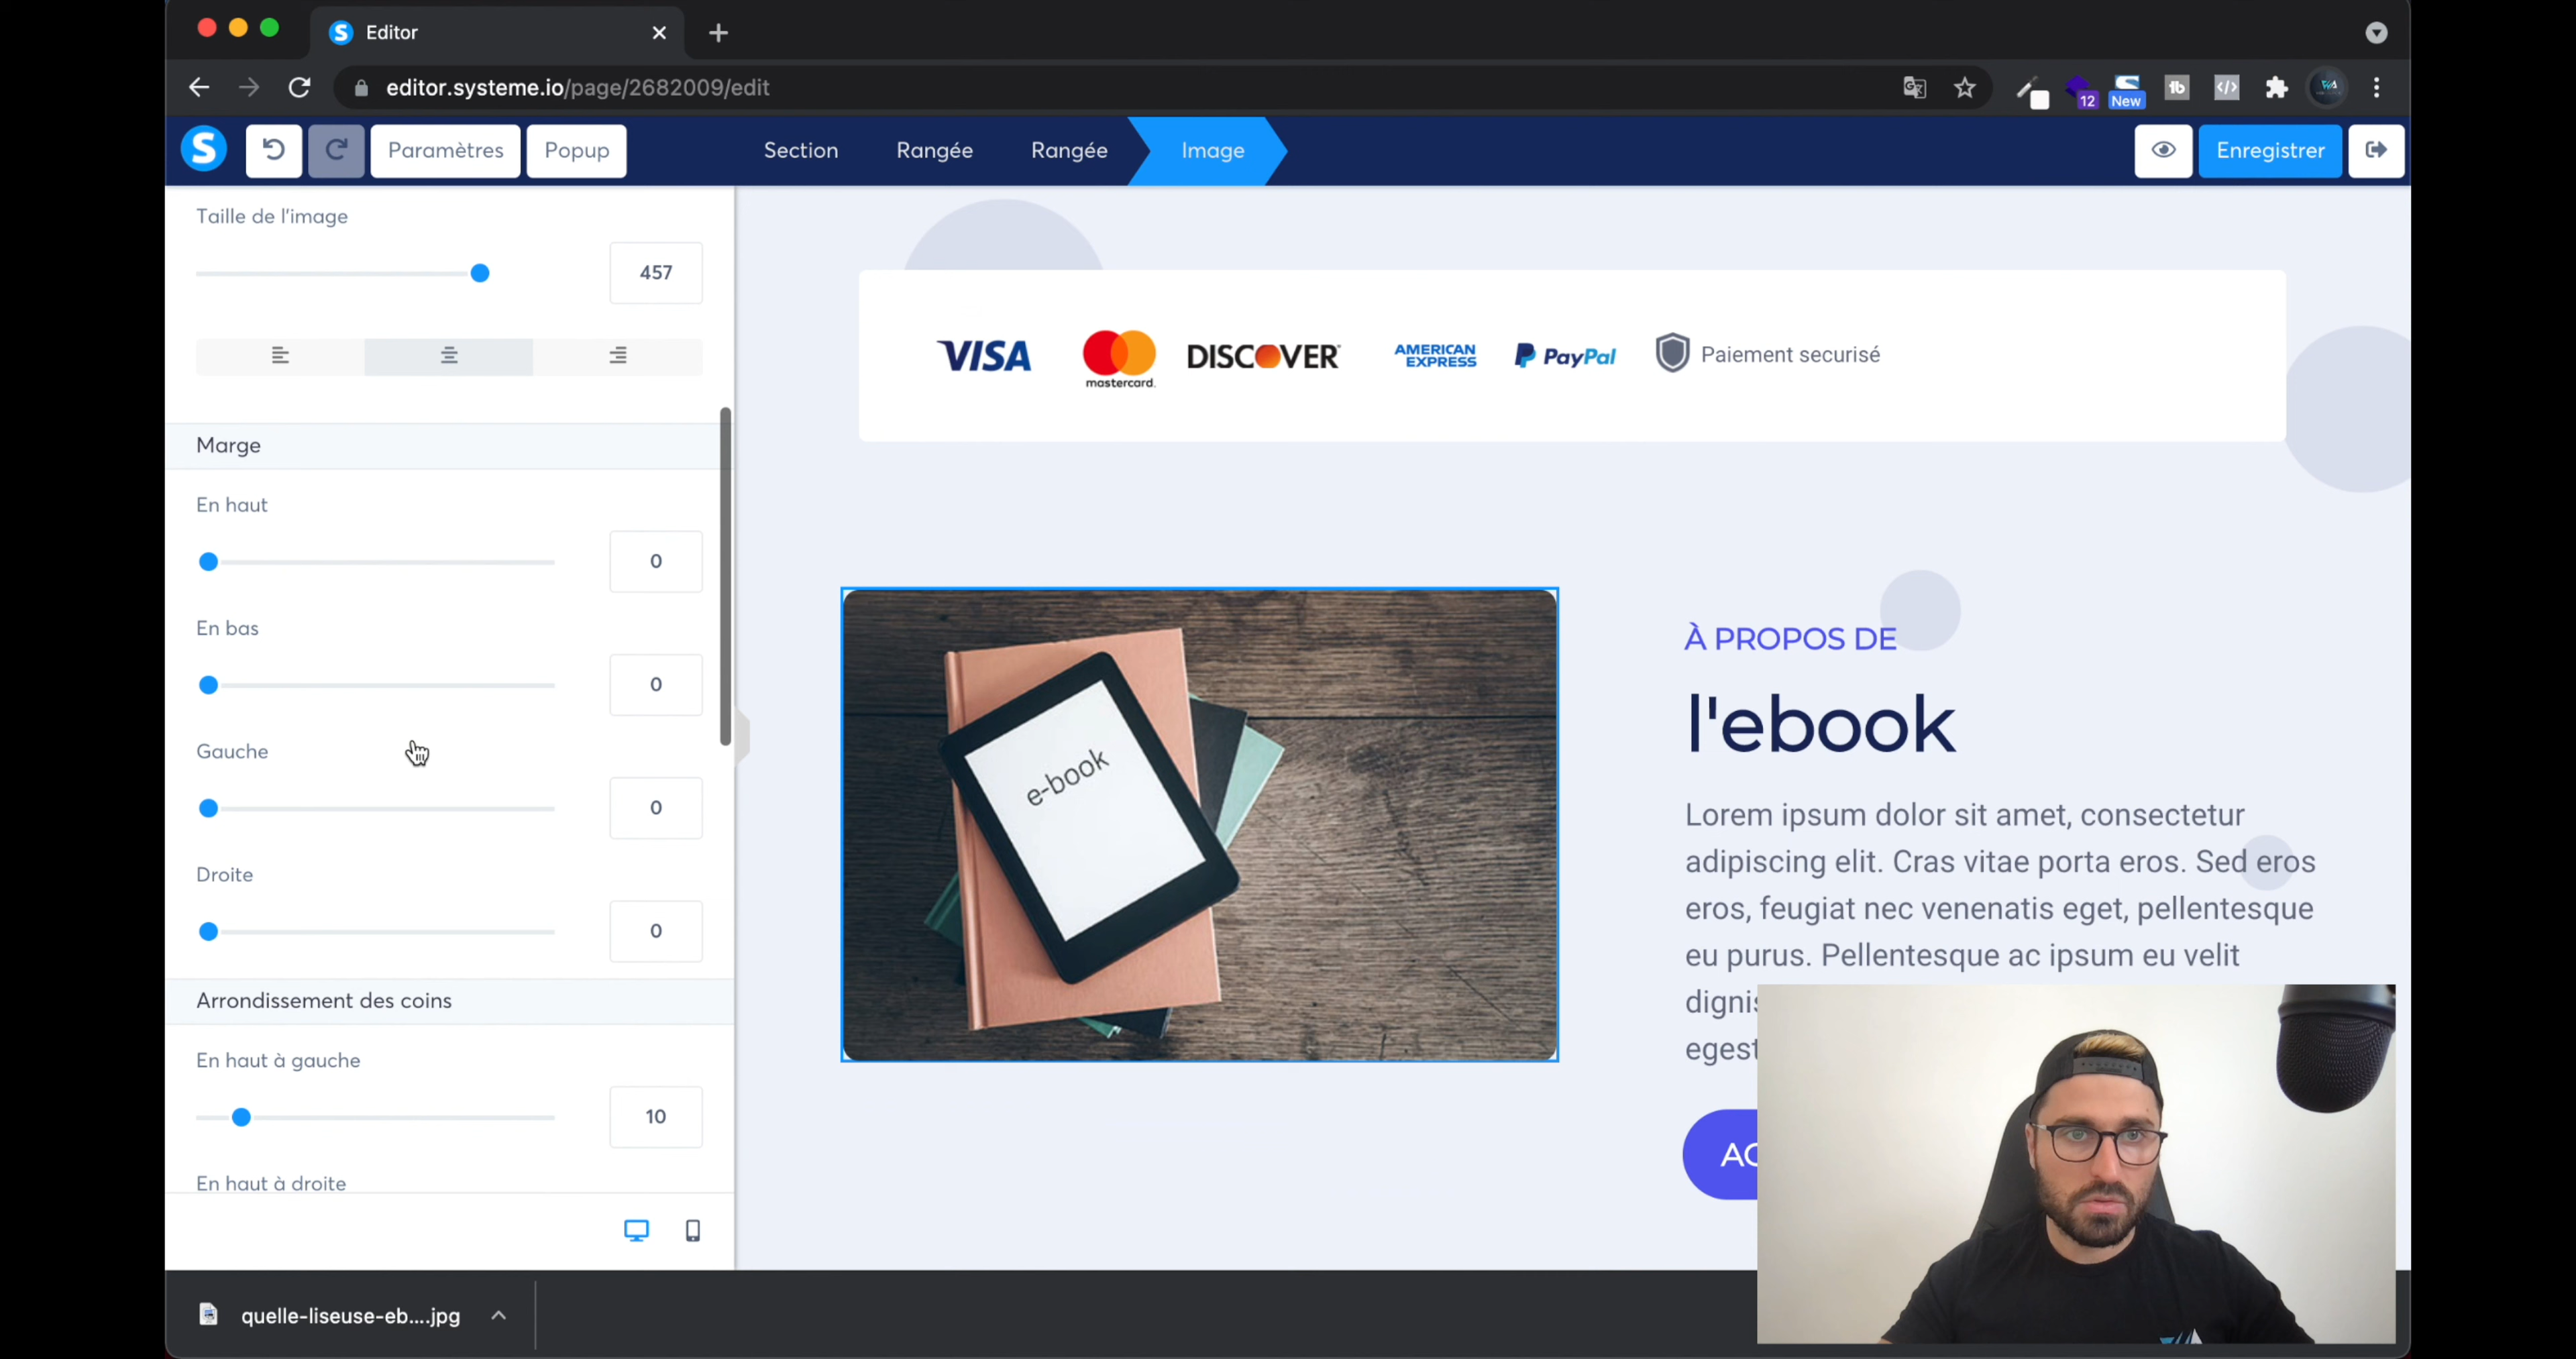 Editor
editor.systeme.io/page/2682009/edit
12
New
tb
</>
S
Paramètres
Popup
Section
Rangée
Rangée
Image
Enregistrer
Taille de l'image
457
Marge
En haut
0
En bas
0
Gauche
0
Droite
0
Arrondissement des coins
En haut à gauche
10
En haut à droite
VISA
mastercard.
DISCOVER
AMERICAN
EXPRESS
PayPal
Paiement securisé
e-book
À PROPOS DE
l'ebook
Lorem ipsum dolor sit amet, consectetur
adipiscing elit. Cras vitae porta eros. Sed eros
eros, feugiat nec venenatis eget, pellentesque
eu purus. Pellentesque ac ipsum eu velit
quelle-liseuse-eb....jpg